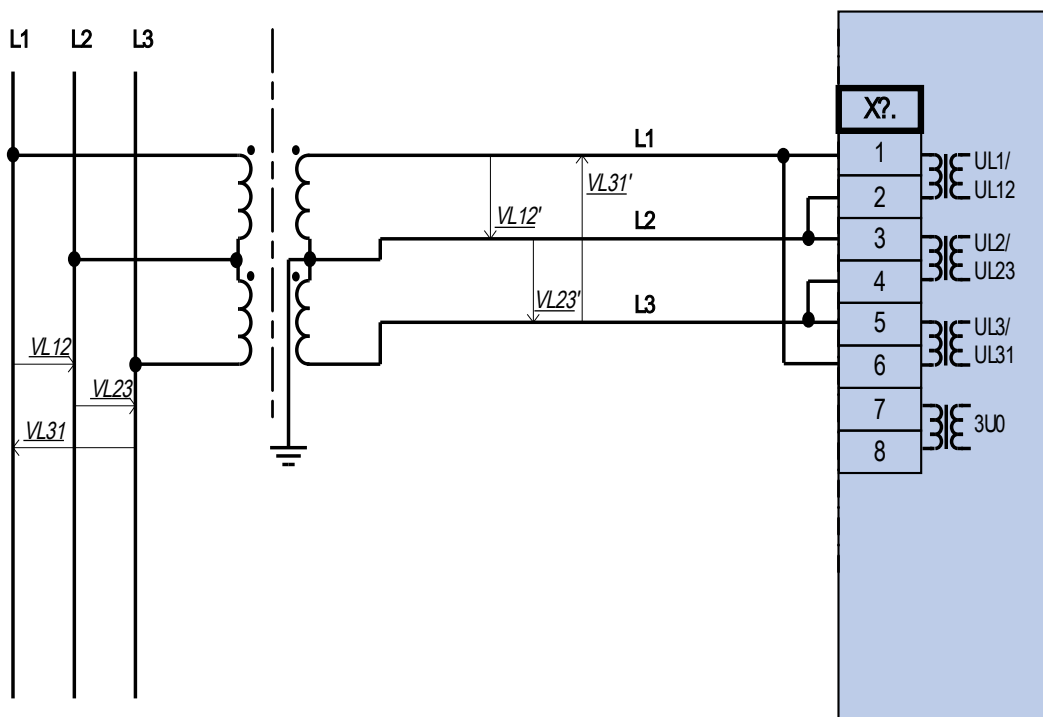 L1 L2 L3
X?.
L1
1
UL1/
VL31'
2
UL12
VL12'
L2
3
UL2/
4
UL23
VL23'
L3
5
UL3/
VL12
UL31
6
VL23
7
3U0
VL31
8